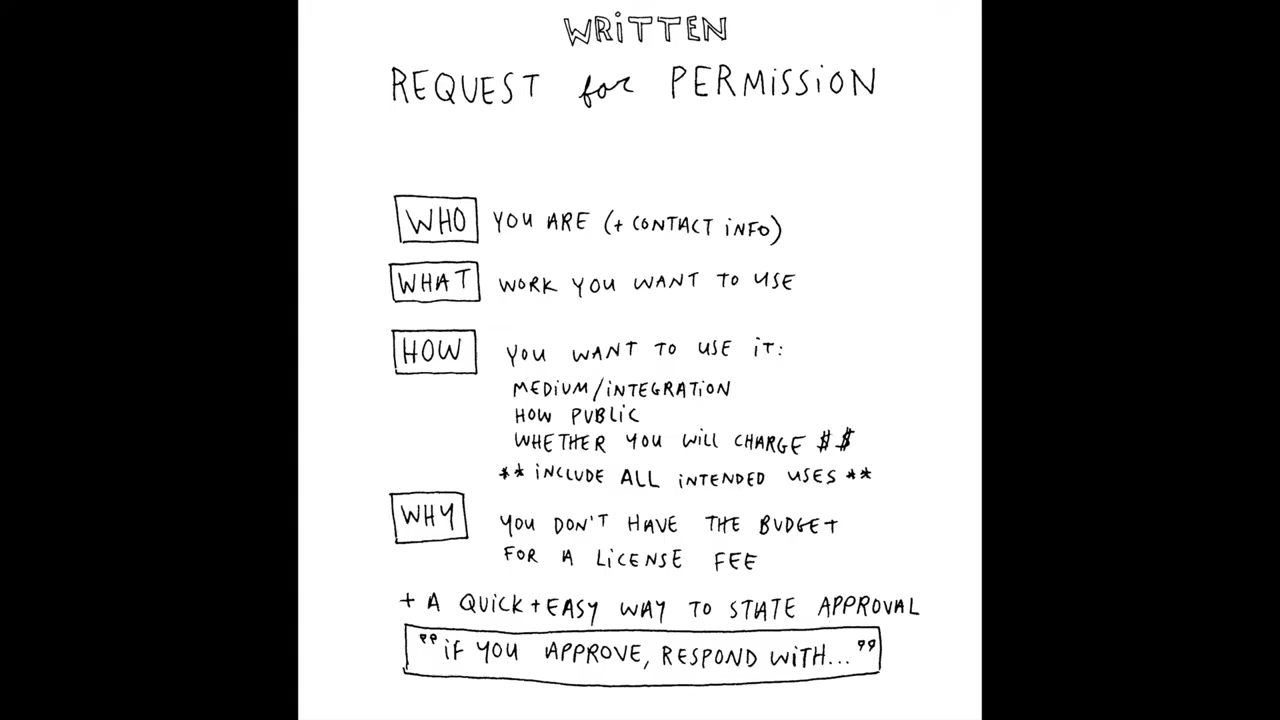 WRiTTEN
REQUEST for PERMiSSiON
WHO YOU ARE (+ CONTACT iNFO)
WHAT WORK YOU WANT TO USE
HOW YOU WANT TO USE iT:
MEDiUM/iNTEGRATiON
HOW PUBLiC
WHETHER YOU WiLL CHARGE $$
** iNCLUDE ALL iNTENDED USES **
WHY YOU DON'T HAVE THE BUDGET
FOR A LiCENSE FEE
+ A QUiCK + EASY WAY TO STATE APPROVAL
"iF YOU APPROVE, RESPOND WiTH..."